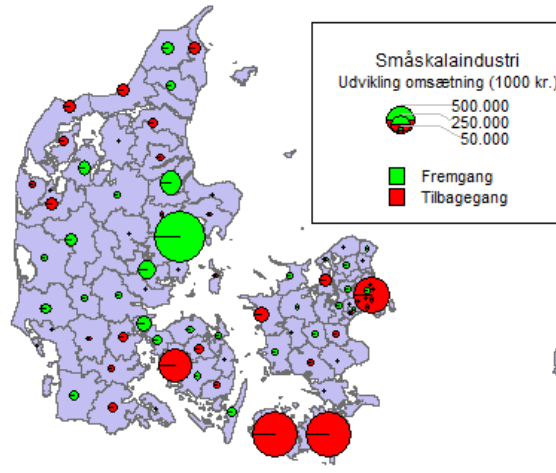 Småskalaindustri
Udvikling omsætning (1000 kr.)
500.000
250.000
50.000
Fremgang
Tilbagegang